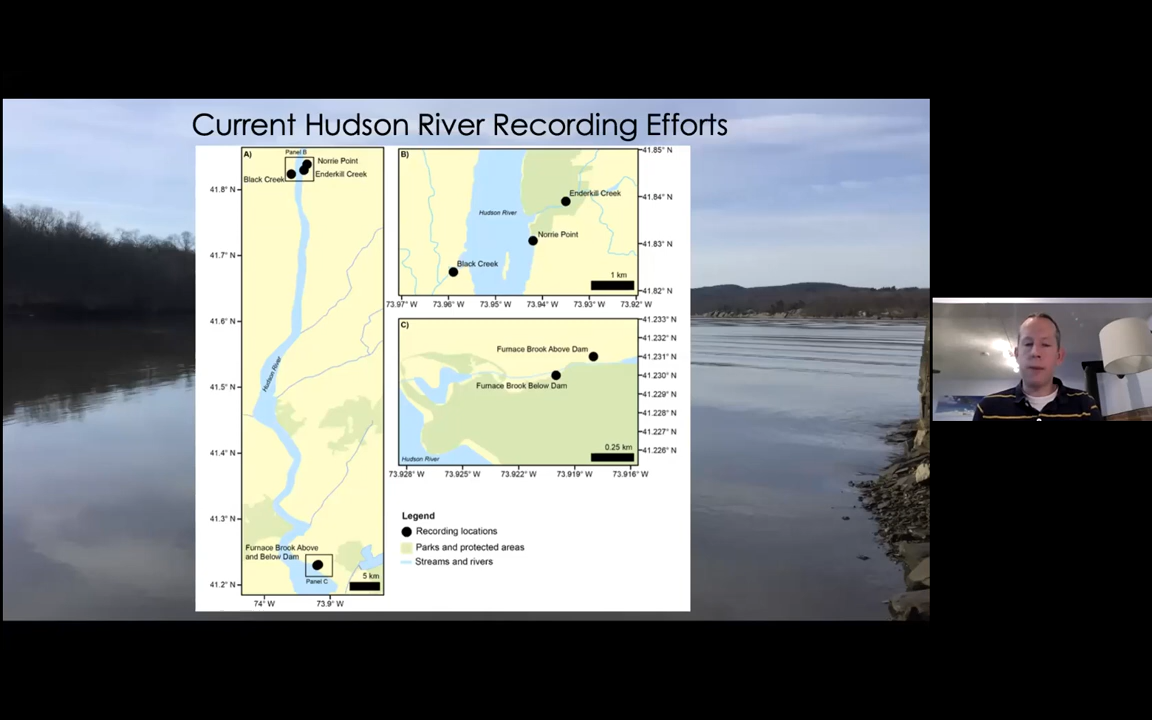 Current Hudson River Recording Efforts
A)
Panel B
Norrie Point
Enderkill Creek
Black Creek
41.8° N
41.7° N
41.6° N
41.5° N
41.4° N
41.3° N
41.2° N
Hudson River
Furnace Brook Above
and Below Dam
Panel C
5 km
74° W
73.9° W
B)
41.85° N
41.84° N
41.83° N
41.82° N
Enderkill Creek
Hudson River
Norrie Point
Black Creek
1 km
73.97° W
73.96° W
73.95° W
73.94° W
73.93° W
73.92° W
C)
41.233° N
41.232° N
41.231° N
41.230° N
41.229° N
41.228° N
41.227° N
41.226° N
Furnace Brook Above Dam
Furnace Brook Below Dam
0.25 km
Hudson River
73.928° W
73.925° W
73.922° W
73.919° W
73.916° W
Legend
Recording locations
Parks and protected areas
Streams and rivers